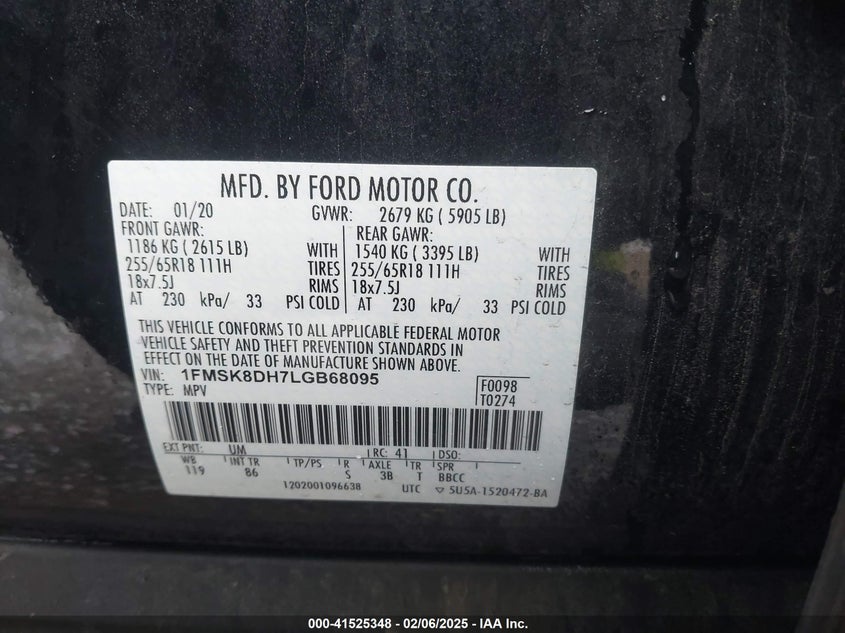 MFD. BY FORD MOTOR CO.
DATE: 01/20 GVWR: 2679 KG ( 5905 LB)
FRONT GAWR: REAR GAWR:
1186 KG ( 2615 LB) WITH 1540 KG ( 3395 LB) WITH
255/65R18 111H TIRES 255/65R18 111H TIRES
18x7.5J RIMS 18x7.5J RIMS
AT 230 kPa/ 33 PSI COLD AT 230 kPa/ 33 PSI COLD
THIS VEHICLE CONFORMS TO ALL APPLICABLE FEDERAL MOTOR
VEHICLE SAFETY AND THEFT PREVENTION STANDARDS IN
EFFECT ON THE DATE OF MANUFACTURE SHOWN ABOVE.
VIN: 1FMSK8DH7LGB68095 F0098
TYPE: MPV T0274
EXT PNT: UM RC: 41 DSO:
WB INT TR TP/PS R AXLE TR SPR
119 86 S 3B T BBCC
1202001096638 UTC ▽ 5U5A-1520472-BA
000-41525348 - 02/06/2025 - IAA Inc.